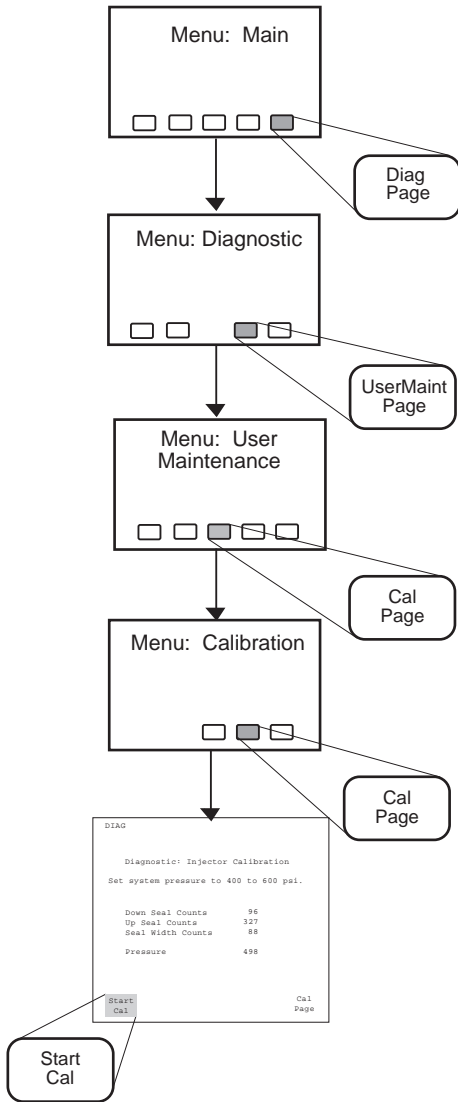 Menu: Main
Diag
Page
Menu: Diagnostic
UserMaint
Page
Menu: User
Maintenance
Cal
Page
Menu: Calibration
Cal
Page
DIAG
Diagnostic: Injector Calibration
Set system pressure to 400 to 600 psi.
Down Seal Counts 96
Up Seal Counts 327
Seal Width Counts 88
Pressure 498
Start
Cal
Cal
Page
Start
Cal